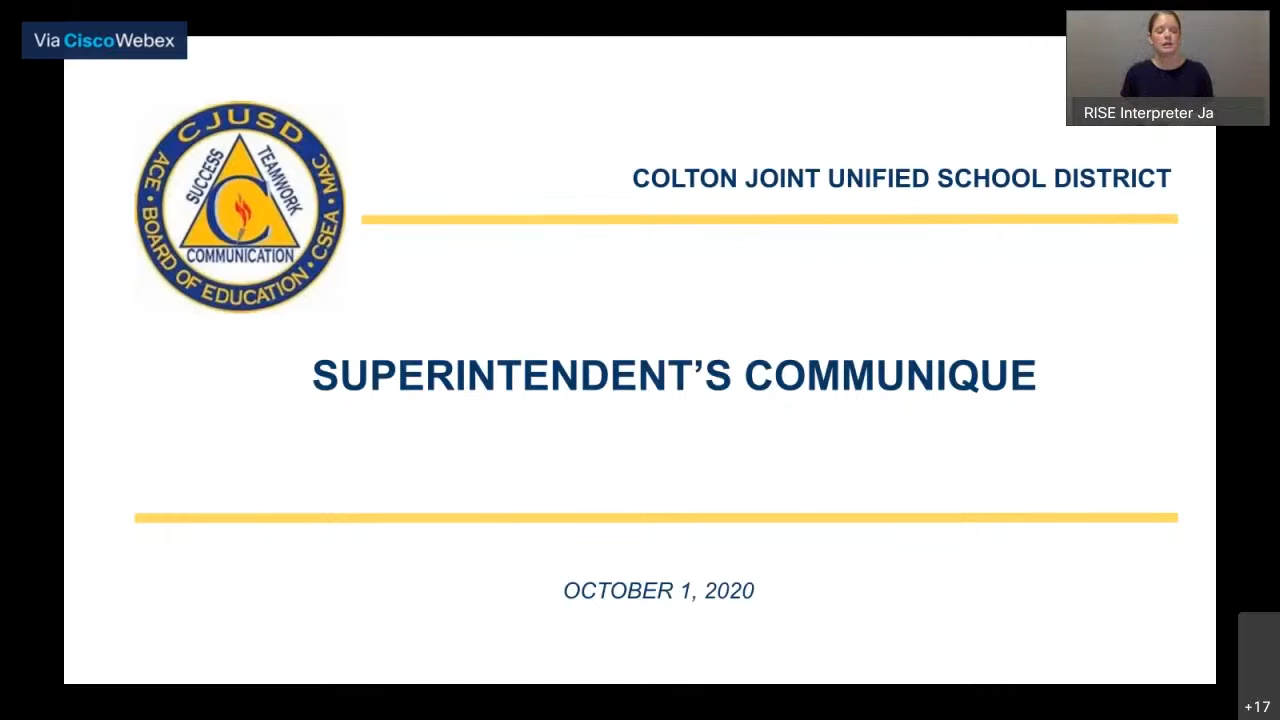 Via CiscoWebex
RISE Interpreter Ja
CJUSD
ACE • BOARD OF EDUCATION • CSEA • MAC
SUCCESS
TEAMWORK
C
COMMUNICATION
COLTON JOINT UNIFIED SCHOOL DISTRICT
SUPERINTENDENT’S COMMUNIQUE
OCTOBER 1, 2020
+17